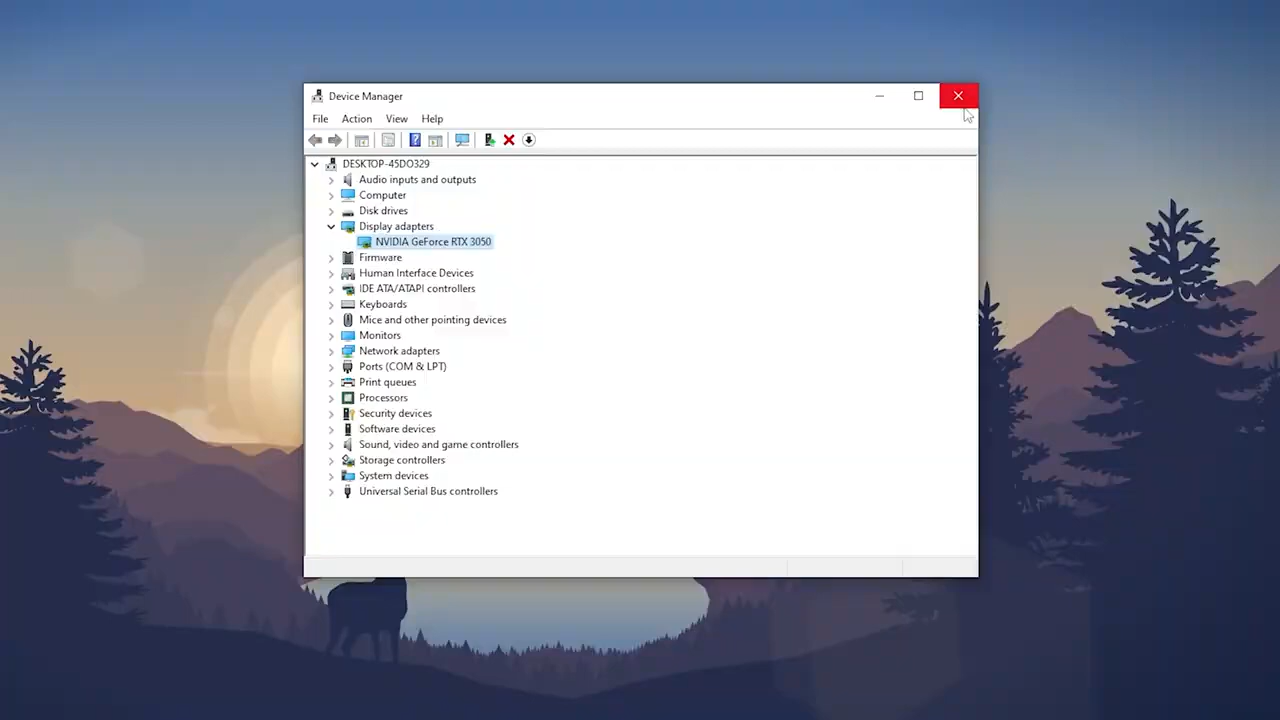 Device Manager
File Action View Help
DESKTOP-45DO329
Audio inputs and outputs
Computer
Disk drives
Display adapters
NVIDIA GeForce RTX 3050
Firmware
Human Interface Devices
IDE ATA/ATAPI controllers
Keyboards
Mice and other pointing devices
Monitors
Network adapters
Ports (COM & LPT)
Print queues
Processors
Security devices
Software devices
Sound, video and game controllers
Storage controllers
System devices
Universal Serial Bus controllers